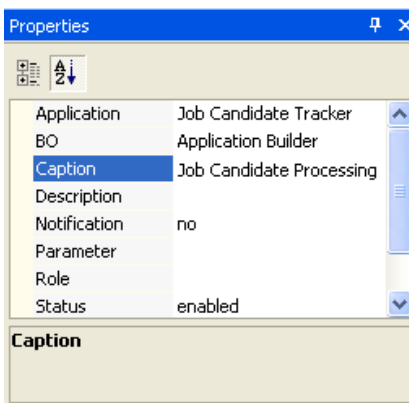 Properties
Application Job Candidate Tracker
BO Application Builder
Caption Job Candidate Processing
Description
Notification no
Parameter
Role
Status enabled
Caption